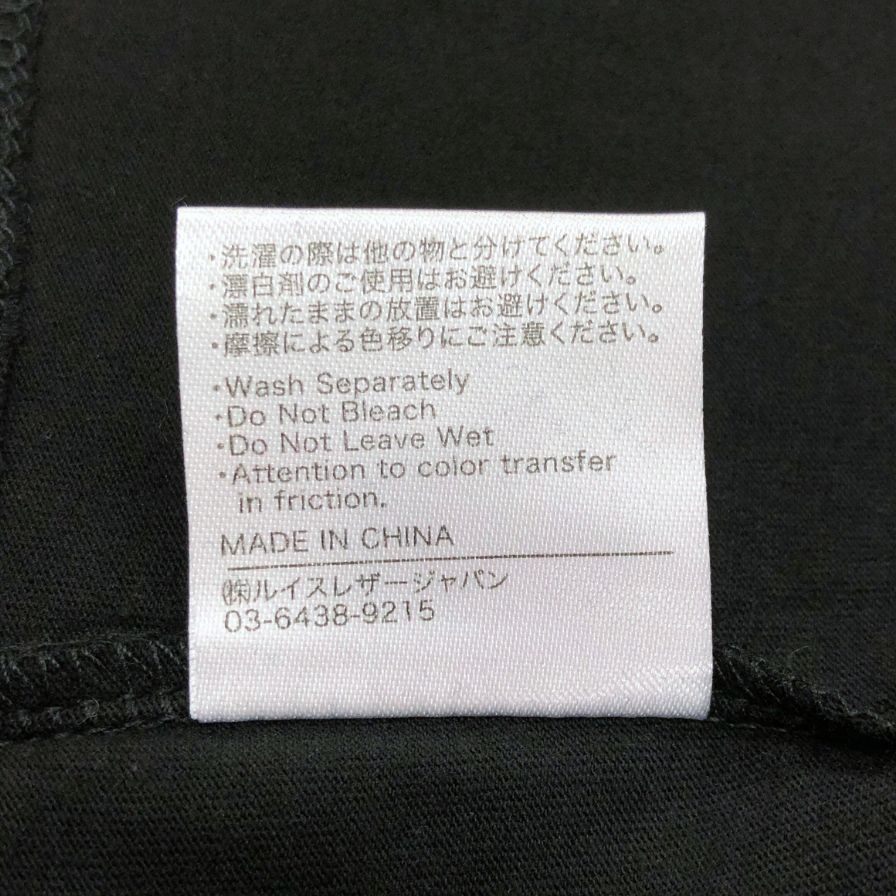 ・洗濯の際は他の物と分けてください。
・漂白剤のご使用はお避けください。
・濡れたままの放置はお避けください。
・摩擦による色移りにご注意ください。
・Wash Separately
・Do Not Bleach
・Do Not Leave Wet
・Attention to color transfer
in friction.
MADE IN CHINA
㈱ルイスレザージャパン
03-6438-9215